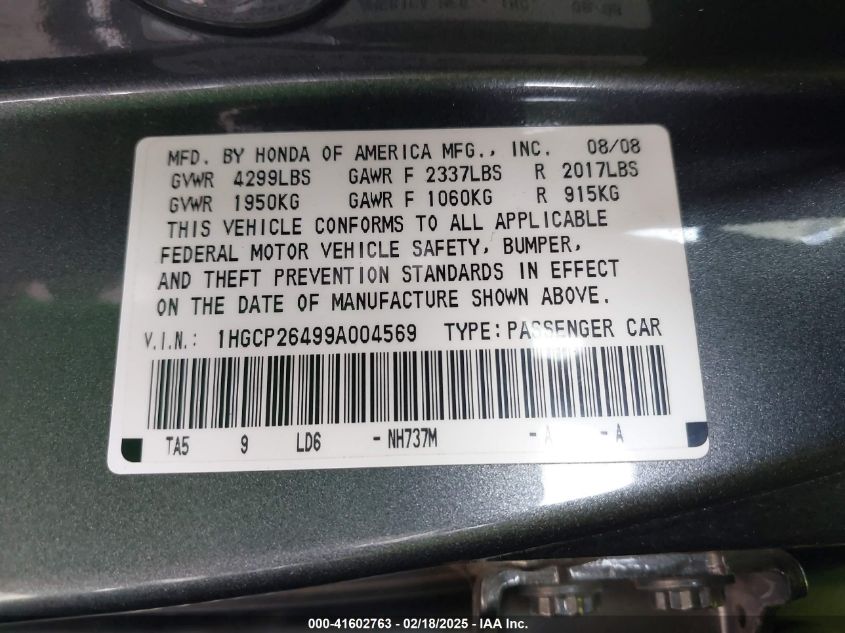 MFD. BY HONDA OF AMERICA MFG., INC. 08/08
GVWR 4299LBS GAWR F 2337LBS R 2017LBS
GVWR 1950KG GAWR F 1060KG R 915KG
THIS VEHICLE CONFORMS TO ALL APPLICABLE
FEDERAL MOTOR VEHICLE SAFETY, BUMPER,
AND THEFT PREVENTION STANDARDS IN EFFECT
ON THE DATE OF MANUFACTURE SHOWN ABOVE.
V.I.N.: 1HGCP26499A004569 TYPE: PASSENGER CAR
TA5 9 LD6 - NH737M - A - A
000-41602763 - 02/18/2025 - IAA Inc.